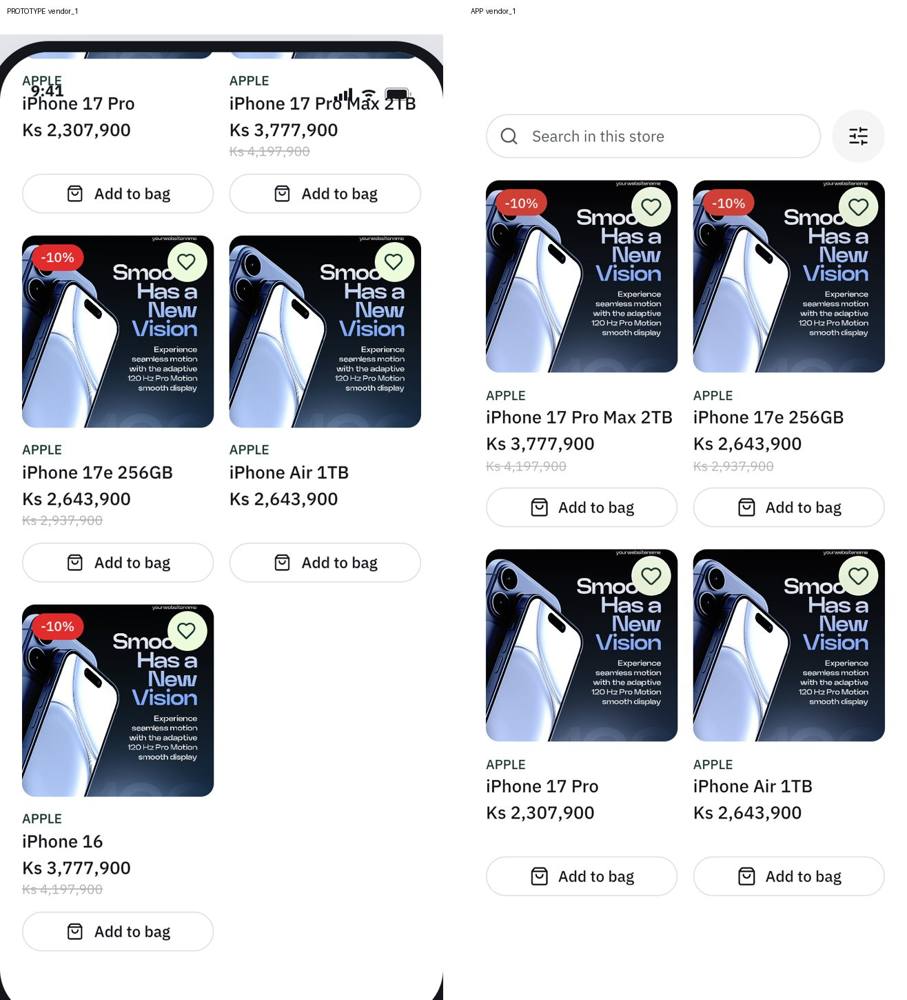 PROTOTYPE vendor_1
APPLE
9:41
iPhone 17 Pro
Ks 2,307,900
Add to bag
APPLE
iPhone 17 Pro Max 2TB
Ks 3,777,900
Ks 4,197,900
Add to bag
yourwebsitename
-10%
Smoo
Has a
New
Vision
Experience
seamless motion
with the adaptive
120 Hz Pro Motion
smooth display
APPLE
iPhone 17e 256GB
Ks 2,643,900
Ks 2,937,900
Add to bag
yourwebsitename
Smoo
Has a
New
Vision
Experience
seamless motion
with the adaptive
120 Hz Pro Motion
smooth display
APPLE
iPhone Air 1TB
Ks 2,643,900
Add to bag
yourwebsitename
-10%
Smoo
Has a
New
Vision
Experience
seamless motion
with the adaptive
120 Hz Pro Motion
smooth display
APPLE
iPhone 16
Ks 3,777,900
Ks 4,197,900
Add to bag
APP vendor_1
Search in this store
yourwebsitename
-10%
Smoo
Has a
New
Vision
Experience
seamless motion
with the adaptive
120 Hz Pro Motion
smooth display
APPLE
iPhone 17 Pro Max 2TB
Ks 3,777,900
Ks 4,197,900
Add to bag
yourwebsitename
-10%
Smoo
Has a
New
Vision
Experience
seamless motion
with the adaptive
120 Hz Pro Motion
smooth display
APPLE
iPhone 17e 256GB
Ks 2,643,900
Ks 2,937,900
Add to bag
yourwebsitename
Smoo
Has a
New
Vision
Experience
seamless motion
with the adaptive
120 Hz Pro Motion
smooth display
APPLE
iPhone 17 Pro
Ks 2,307,900
Add to bag
yourwebsitename
Smoo
Has a
New
Vision
Experience
seamless motion
with the adaptive
120 Hz Pro Motion
smooth display
APPLE
iPhone Air 1TB
Ks 2,643,900
Add to bag